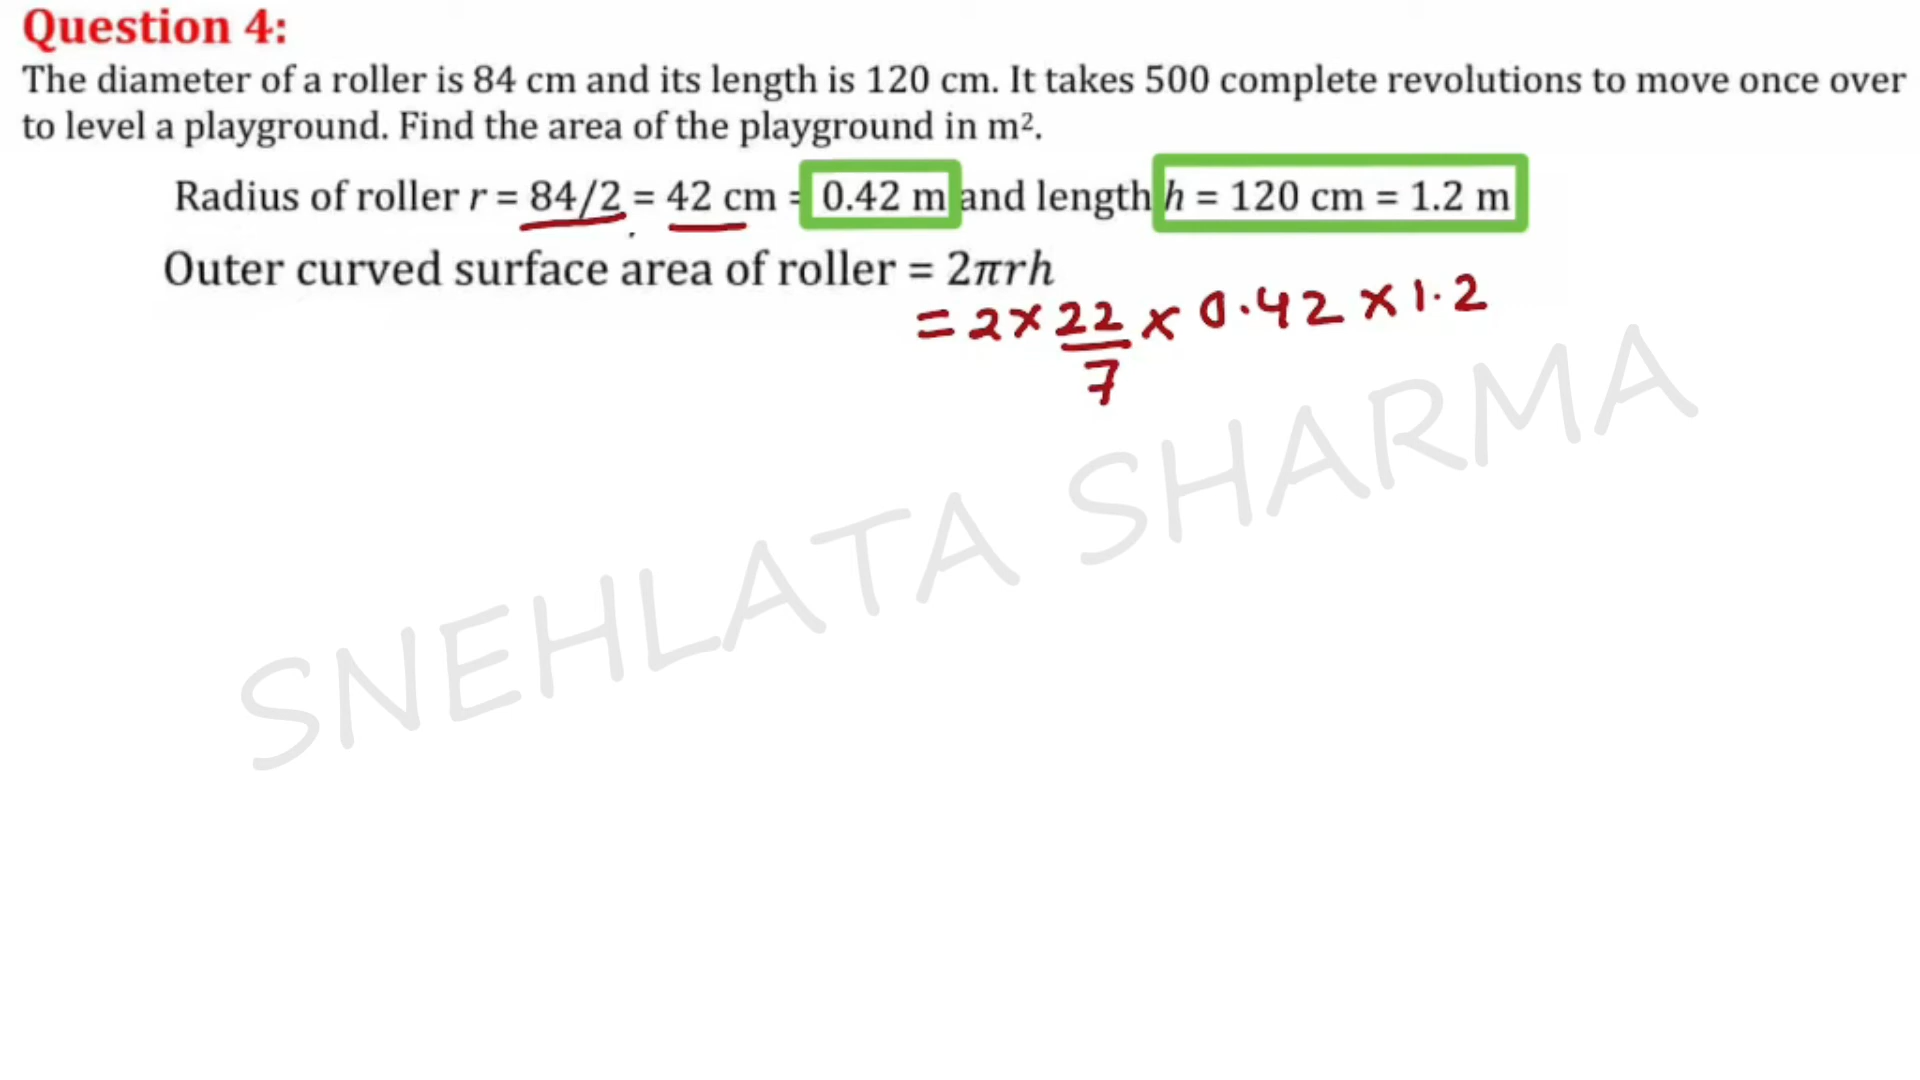 Question 4:
The diameter of a roller is 84 cm and its length is 120 cm. It takes 500 complete revolutions to move once over
to level a playground. Find the area of the playground in m².
Radius of roller r = 84/2 = 42 cm = 0.42 m and length h = 120 cm = 1.2 m
Outer curved surface area of roller = 2πrh
= 2 × 22/7 × 0.42 × 1.2
SNEHLATA SHARMA